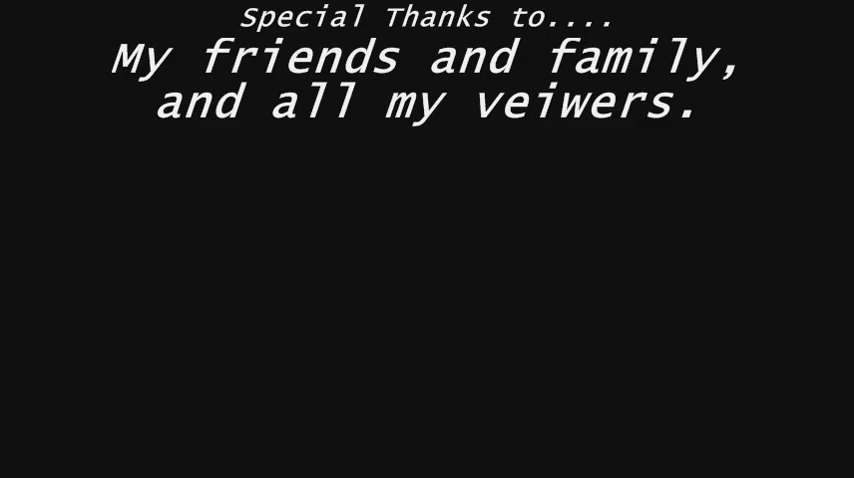 Special Thanks to....
My friends and family,
and all my veiwers.